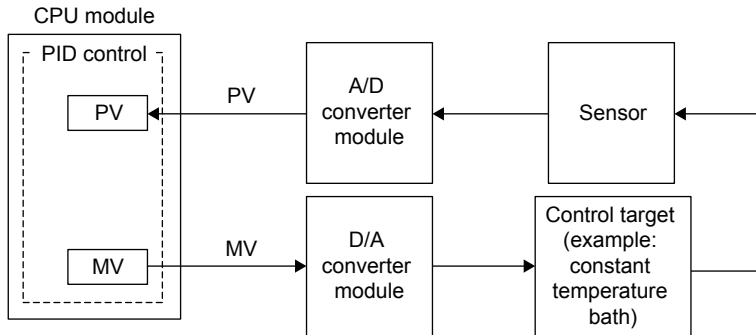 CPU module
PID control
PV
PV
A/D
converter
module
Sensor
MV
MV
D/A
converter
module
Control target
(example:
constant
temperature
bath)